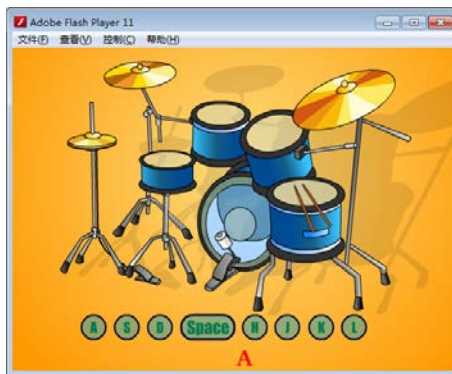 Adobe Flash Player 11
文件(F) 查看(V) 控制(C) 帮助(H)
A S D Space H J K L
A